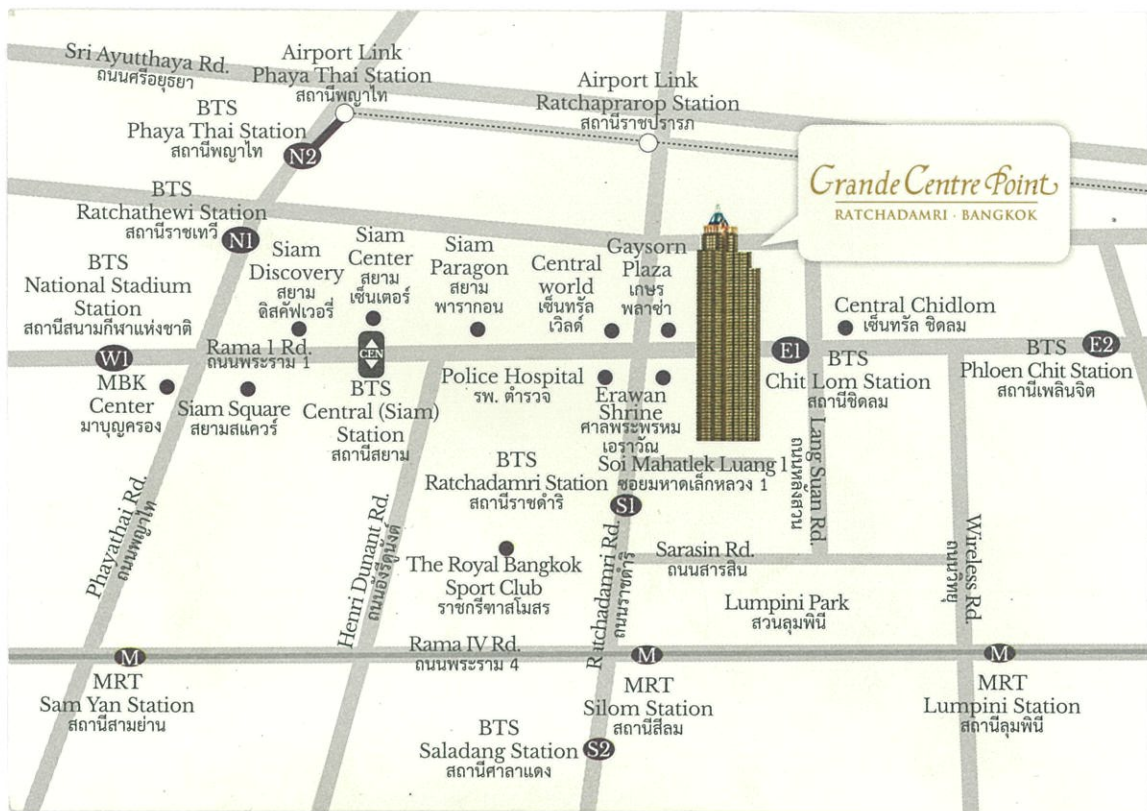 Sri Ayutthaya Rd.
ถนนศรีอยุธยา
Airport Link
Phaya Thai Station
สถานีพญาไท
Airport Link
Ratchaprarop Station
สถานีราชปรารภ
BTS
Phaya Thai Station
สถานีพญาไท
N2
Grande Centre Point
RATCHADAMRI · BANGKOK
BTS
Ratchathewi Station
สถานีราชเทวี
N1
BTS
National Stadium
Station
สถานีสนามกีฬาแห่งชาติ
W1
Siam
Discovery
สยาม
ดิสคัฟเวอรี่
Siam
Center
สยาม
เซ็นเตอร์
Siam
Paragon
สยาม
พารากอน
Central
world
เซ็นทรัล
เวิลด์
Gaysorn
Plaza
เกษร
พลาซ่า
Central Chidlom
เซ็นทรัล ชิดลม
Rama 1 Rd.
ถนนพระราม 1
CEN
E1
E2
MBK
Center
มาบุญครอง
Siam Square
สยามสแควร์
BTS
Central (Siam)
Station
สถานีสยาม
Police Hospital
รพ. ตำรวจ
Erawan
Shrine
ศาลพระพรหม
เอราวัณ
BTS
Chit Lom Station
สถานีชิดลม
BTS
Phloen Chit Station
สถานีเพลินจิต
BTS
Ratchadamri Station
สถานีราชดำริ
S1
Soi Mahatlek Luang 1
ซอยมหาดเล็กหลวง 1
Lang Suan Rd.
ถนนหลังสวน
Phayathai Rd.
ถนนพญาไท
Henri Dunant Rd.
ถนนอังรีดูนังต์
The Royal Bangkok
Sport Club
ราชกรีฑาสโมสร
Ratchadamri Rd.
ถนนราชดำริ
Sarasin Rd.
ถนนสารสิน
Wireless Rd.
ถนนวิทยุ
Lumpini Park
สวนลุมพินี
Rama IV Rd.
ถนนพระราม 4
M
MRT
Sam Yan Station
สถานีสามย่าน
M
MRT
Silom Station
สถานีสีลม
M
MRT
Lumpini Station
สถานีลุมพินี
BTS
Saladang Station
สถานีศาลาแดง
S2